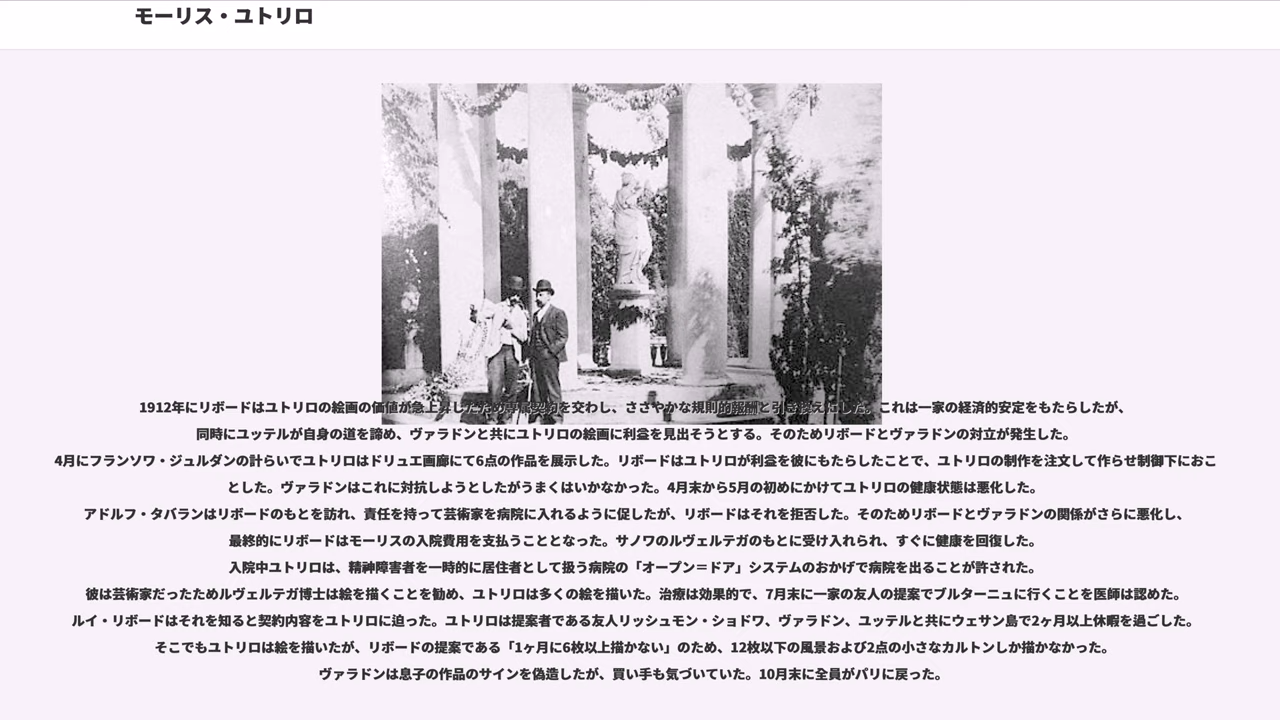 モーリス・ユトリロ
1912年にリボードはユトリロの絵画の価値が急上昇したため専属契約を交わし、ささやかな規則的報酬と引き換えにした。これは一家の経済的安定をもたらしたが、
同時にユッテルが自身の道を諦め、ヴァラドンと共にユトリロの絵画に利益を見出そうとする。そのためリボードとヴァラドンの対立が発生した。
4月にフランソワ・ジュルダンの計らいでユトリロはドリュエ画廊にて6点の作品を展示した。リボードはユトリロが利益を彼にもたらしたことで、ユトリロの制作を注文して作らせ制御下におこ
とした。ヴァラドンはこれに対抗しようとしたがうまくはいかなかった。4月末から5月の初めにかけてユトリロの健康状態は悪化した。
アドルフ・タバランはリボードのもとを訪れ、責任を持って芸術家を病院に入れるように促したが、リボードはそれを拒否した。そのためリボードとヴァラドンの関係がさらに悪化し、
最終的にリボードはモーリスの入院費用を支払うこととなった。サノワのルヴェルテガのもとに受け入れられ、すぐに健康を回復した。
入院中ユトリロは、精神障害者を一時的に居住者として扱う病院の「オープン＝ドア」システムのおかげで病院を出ることが許された。
彼は芸術家だったためルヴェルテガ博士は絵を描くことを勧め、ユトリロは多くの絵を描いた。治療は効果的で、7月末に一家の友人の提案でブルターニュに行くことを医師は認めた。
ルイ・リボードはそれを知ると契約内容をユトリロに迫った。ユトリロは提案者である友人リッシュモン・ショドワ、ヴァラドン、ユッテルと共にウェサン島で2ヶ月以上休暇を過ごした。
そこでもユトリロは絵を描いたが、リボードの提案である「1ヶ月に6枚以上描かない」のため、12枚以下の風景および2点の小さなカルトンしか描かなかった。
ヴァラドンは息子の作品のサインを偽造したが、買い手も気づいていた。10月末に全員がパリに戻った。